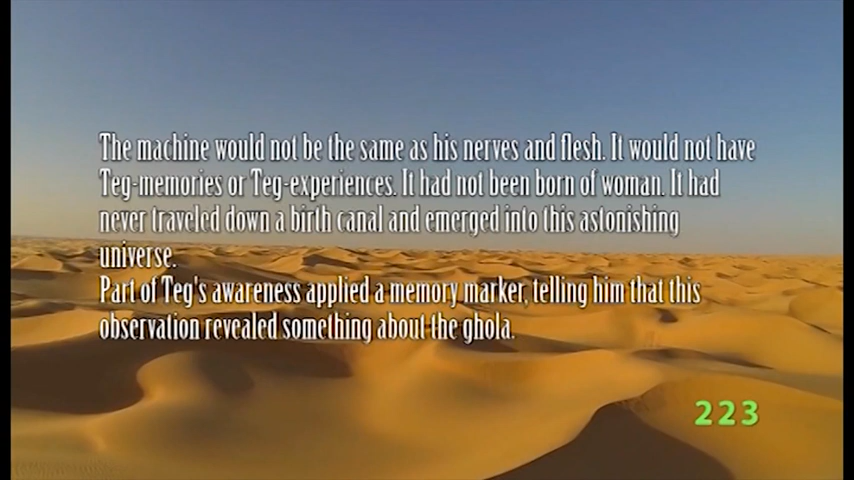 The machine would not be the same as his nerves and flesh. It would not have
Teg-memories or Teg-experiences. It had not been born of woman. It had
never traveled down a birth canal and emerged into this astonishing
universe.
Part of Teg's awareness applied a memory marker, telling him that this
observation revealed something about the ghola.
223